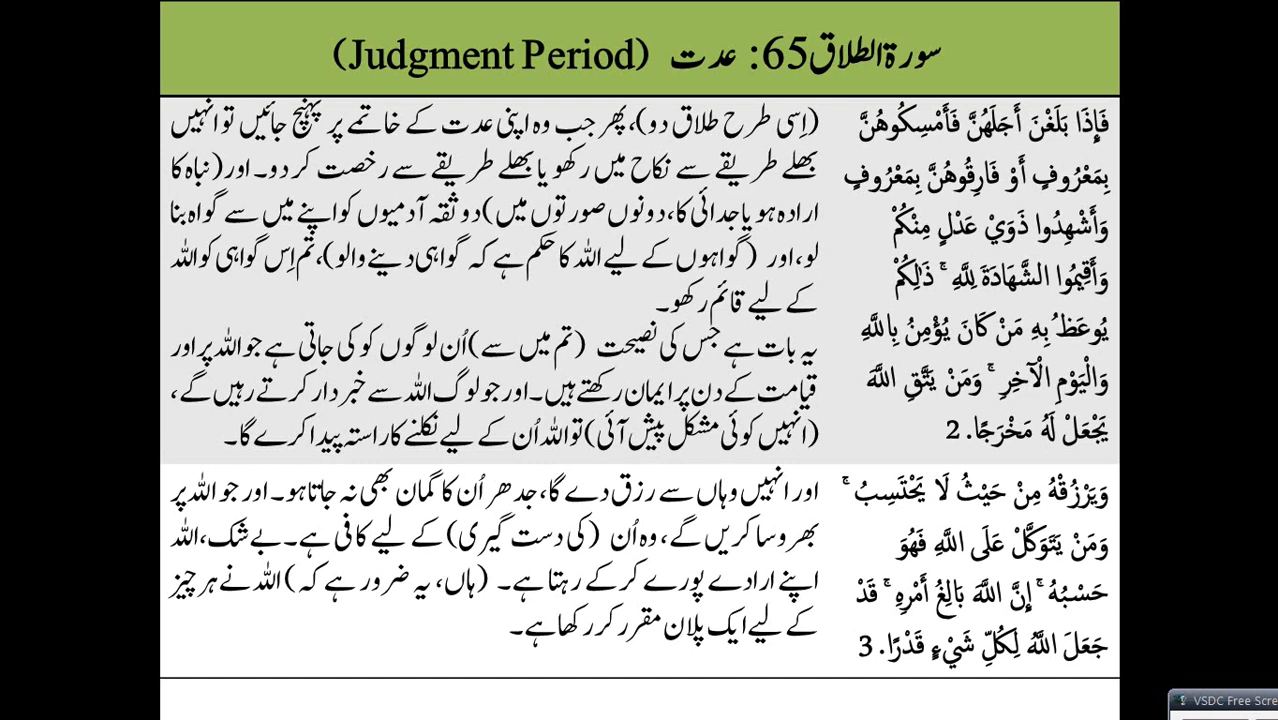 سورۃ الطلاق65: عدت (Judgment Period)
فَإِذَا بَلَغْنَ أَجَلَهُنَّ فَأَمْسِكُوهُنَّ
بِمَعْرُوفٍ أَوْ فَارِقُوهُنَّ بِمَعْرُوفٍ
وَأَشْهِدُوا ذَوَيْ عَدْلٍ مِنْكُمْ
وَأَقِيمُوا الشَّهَادَةَ لِلَّهِ ۚ ذَٰلِكُمْ
يُوعَظُ بِهِ مَنْ كَانَ يُؤْمِنُ بِاللَّهِ
وَالْيَوْمِ الْآخِرِ ۚ وَمَنْ يَتَّقِ اللَّهَ
يَجْعَلْ لَهُ مَخْرَجًا. 2
(اِسی طرح طلاق دو)، پھر جب وہ اپنی عدت کے خاتمے پر پہنچ جائیں تو انہیں
بھلے طریقے سے نکاح میں رکھو یا بھلے طریقے سے رخصت کر دو۔ اور (نباہ کا
ارادہ ہو یا جدائی کا، دونوں صورتوں میں) دو ثقہ آدمیوں کو اپنے میں سے گواہ بنا
لو، اور (گواہوں کے لیے اللہ کا حکم ہے کہ گواہی دینے والو)، تم اِس گواہی کو اللہ
کے لیے قائم رکھو۔
یہ بات ہے جس کی نصیحت (تم میں سے) اُن لوگوں کو کی جاتی ہے جو اللہ پر اور
قیامت کے دن پر ایمان رکھتے ہیں۔ اور جو لوگ اللہ سے خبر دار کرتے رہیں گے،
(انہیں کوئی مشکل پیش آئی) تو اللہ اُن کے لیے نکلنے کا راستہ پیدا کرے گا۔
وَيَرْزُقْهُ مِنْ حَيْثُ لَا يَحْتَسِبُ ۚ
وَمَنْ يَتَوَكَّلْ عَلَى اللَّهِ فَهُوَ
حَسْبُهُ ۚ إِنَّ اللَّهَ بَالِغُ أَمْرِهِ ۚ قَدْ
جَعَلَ اللَّهُ لِكُلِّ شَيْءٍ قَدْرًا. 3
اور انہیں وہاں سے رزق دے گا، جدھر اُن کا گمان بھی نہ جاتا ہو۔ اور جو اللہ پر
بھروسا کریں گے، وہ اُن (کی دست گیری) کے لیے کافی ہے۔ بے شک، اللہ
اپنے ارادے پورے کر کے رہتا ہے۔ (ہاں، یہ ضرور ہے کہ) اللہ نے ہر چیز
کے لیے ایک پلان مقرر کر رکھا ہے۔
VSDC Free Scre